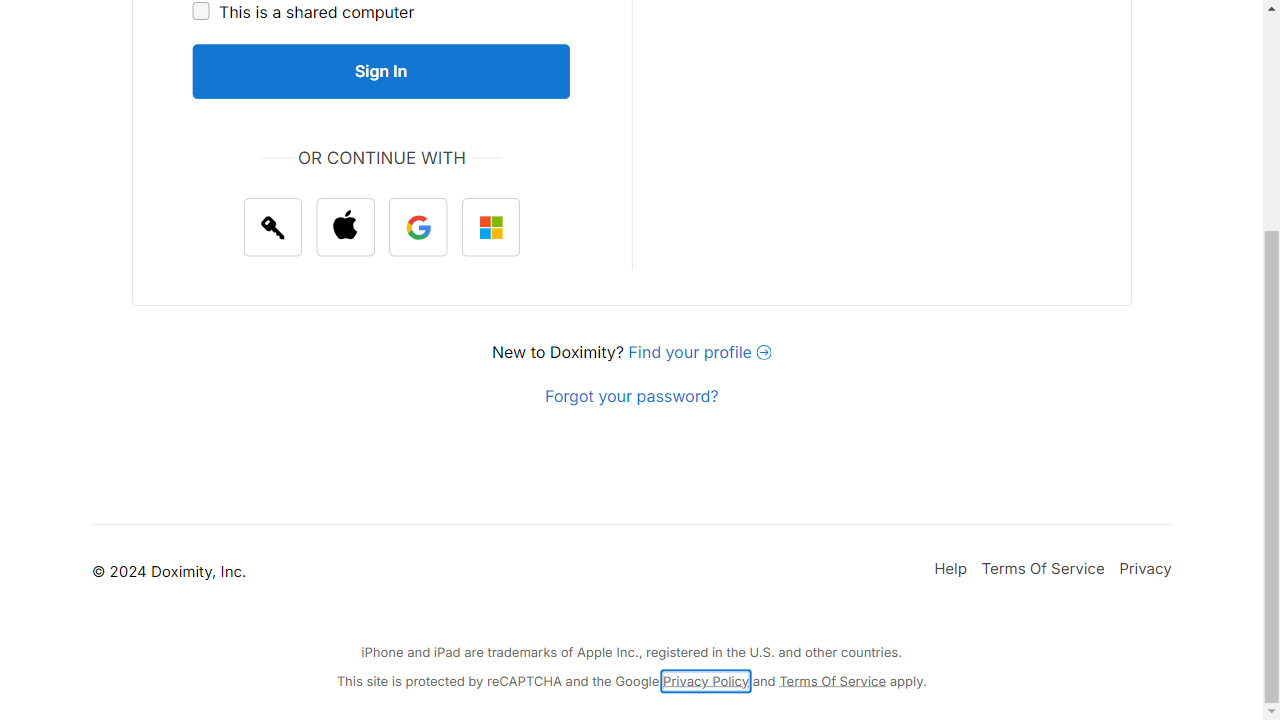 This is a shared computer
Sign In
OR CONTINUE WITH
New to Doximity? Find your profile
Forgot your password?
© 2024 Doximity, Inc.
Help Terms Of Service Privacy
iPhone and iPad are trademarks of Apple Inc., registered in the U.S. and other countries.
This site is protected by reCAPTCHA and the Google Privacy Policy and Terms Of Service apply.